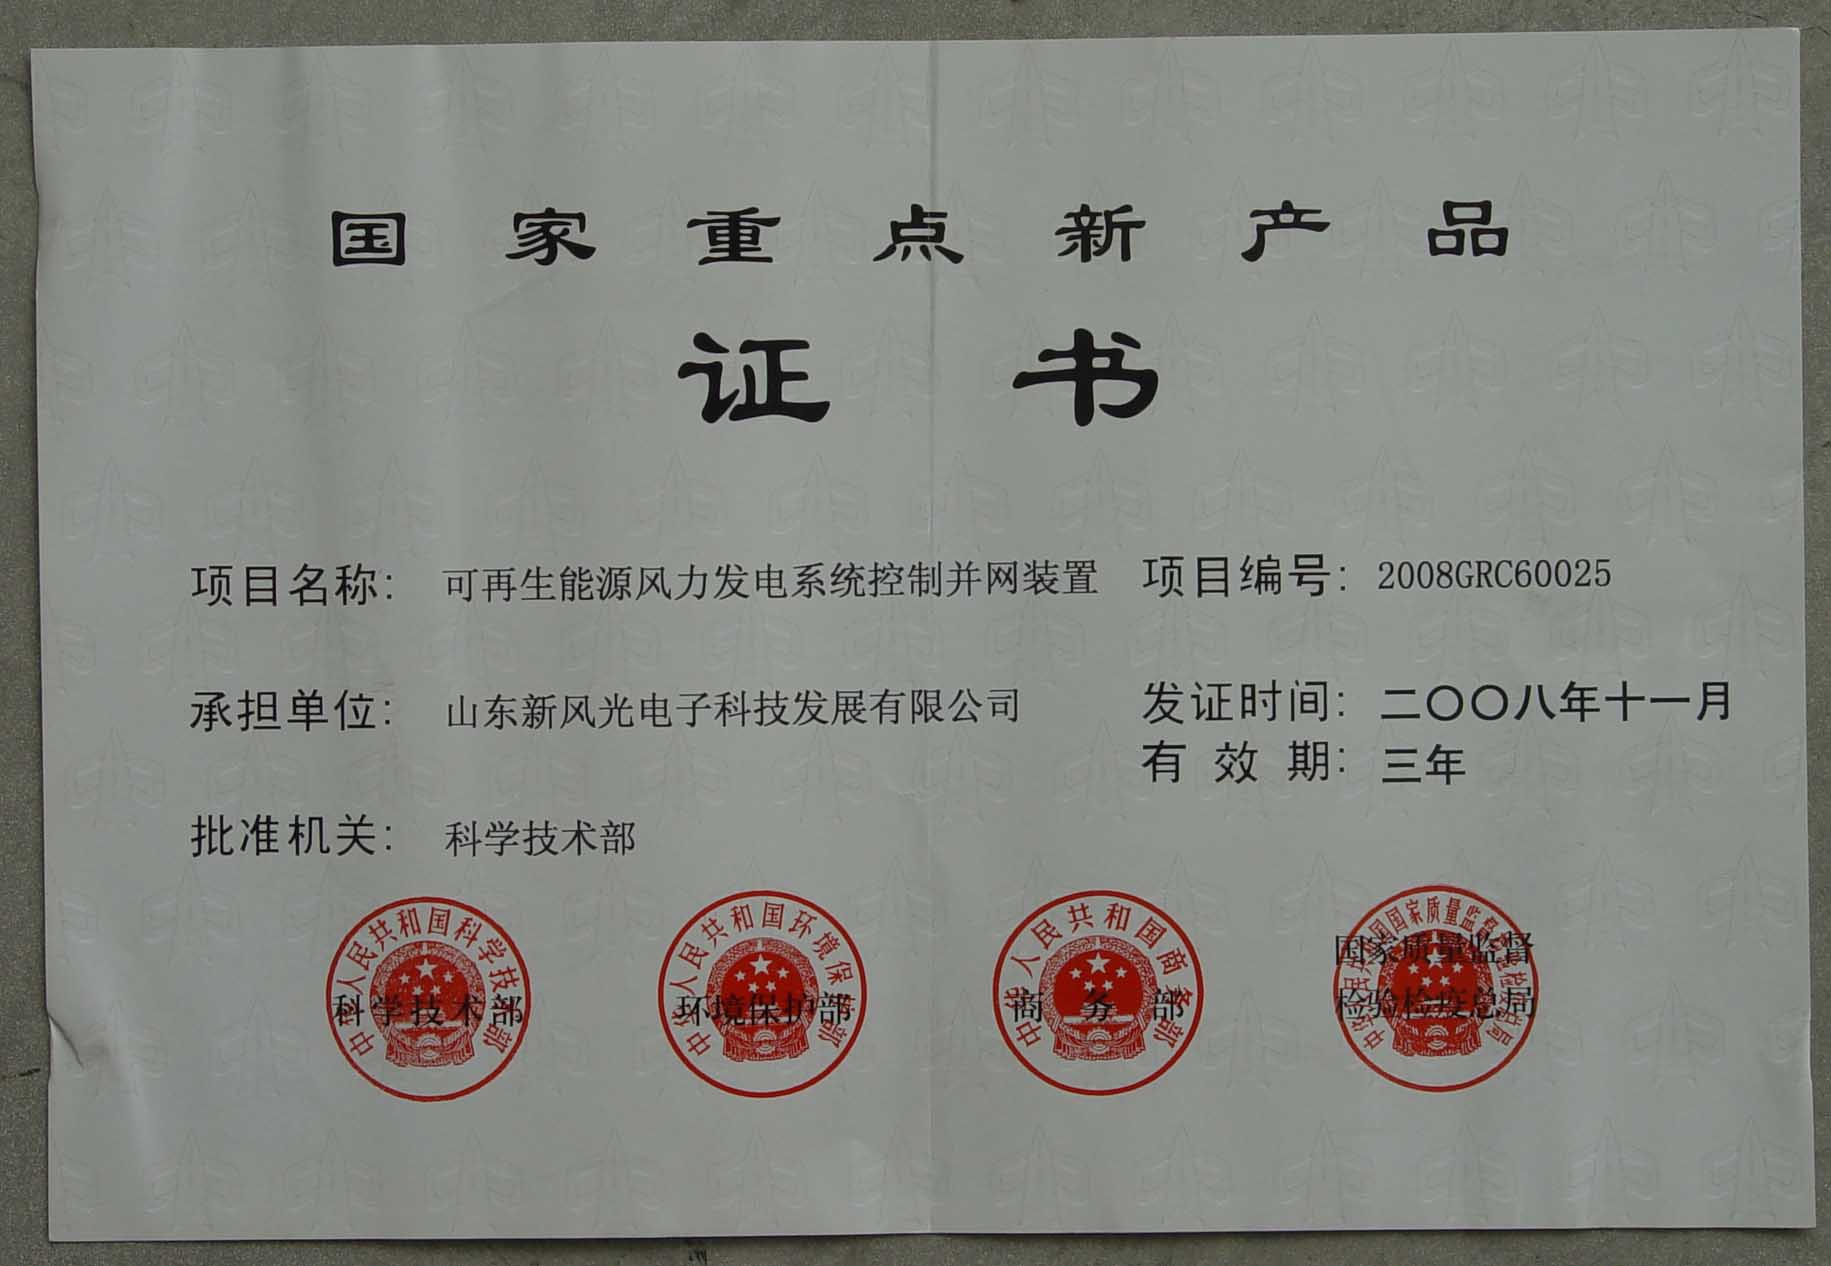 国家重点新产品
证书
项目名称: 可再生能源风力发电系统控制并网装置 项目编号: 2008GRC60025
承担单位: 山东新风光电子科技发展有限公司 发证时间: 二〇〇八年十一月
有效期: 三年
批准机关: 科学技术部
中华人民共和国科学技术部
科学技术部
中华人民共和国环境保护部
环境保护部
中华人民共和国商务部
商务部
国家质量监督
检验检疫总局